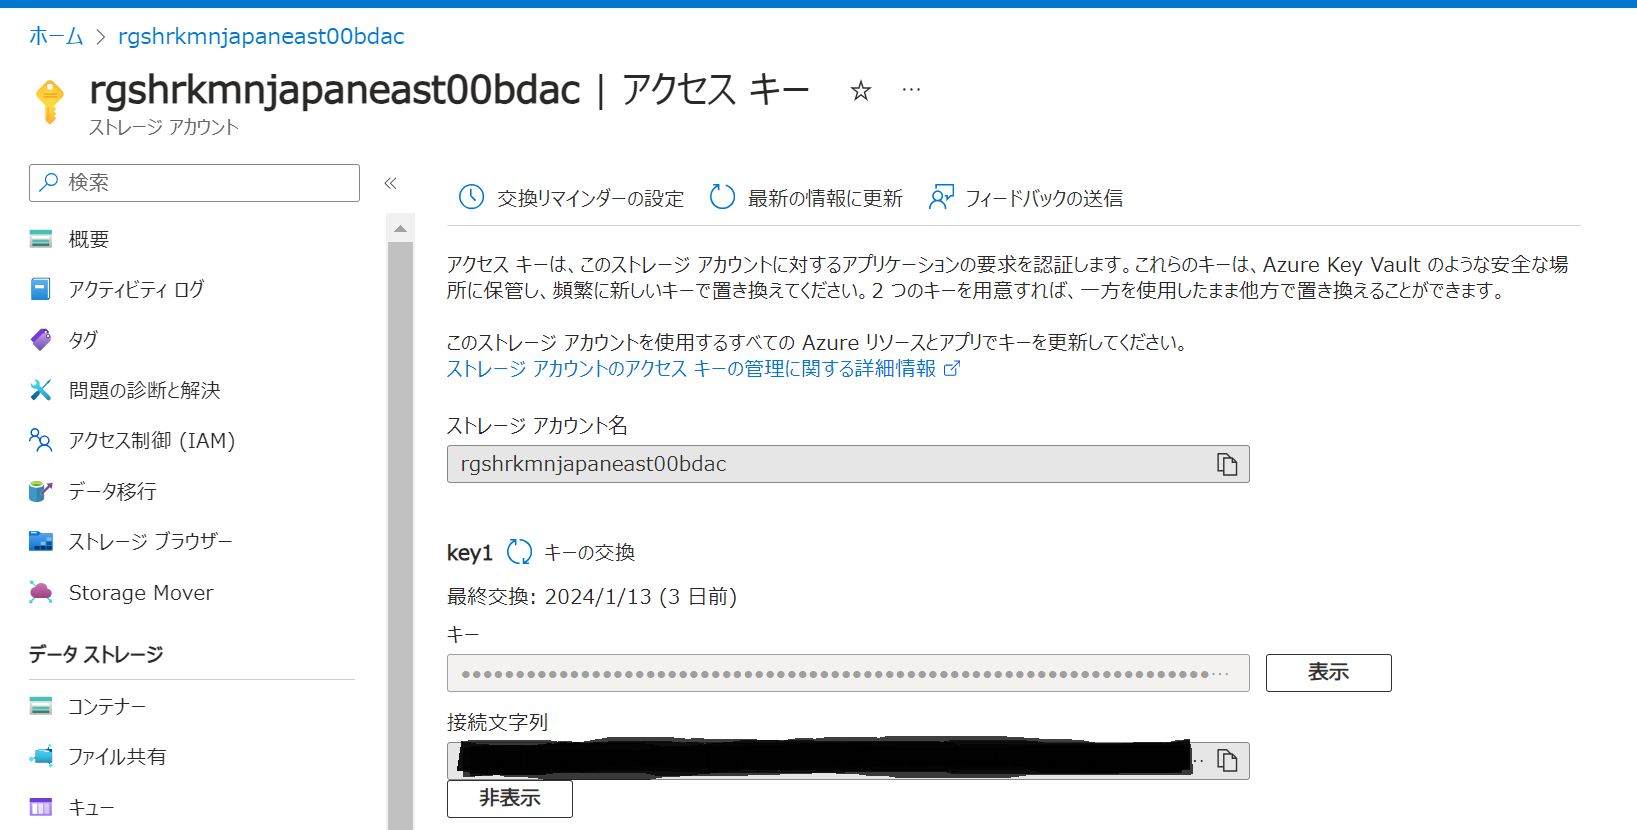 ホーム > rgshrkmnjapaneast00bdac
rgshrkmnjapaneast00bdac | アクセス キー ☆ …
ストレージ アカウント
検索 «
概要
アクティビティ ログ
タグ
問題の診断と解決
アクセス制御 (IAM)
データ移行
ストレージ ブラウザー
Storage Mover
データ ストレージ
コンテナー
ファイル共有
キュー
交換リマインダーの設定 最新の情報に更新 フィードバックの送信
アクセス キーは、このストレージ アカウントに対するアプリケーションの要求を認証します。これらのキーは、Azure Key Vault のような安全な場
所に保管し、頻繁に新しいキーで置き換えてください。2 つのキーを用意すれば、一方を使用したまま他方で置き換えることができます。
このストレージ アカウントを使用するすべての Azure リソースとアプリでキーを更新してください。
ストレージ アカウントのアクセス キーの管理に関する詳細情報
ストレージ アカウント名
rgshrkmnjapaneast00bdac
key1 キーの交換
最終交換: 2024/1/13 (3 日前)
キー
表示
接続文字列
非表示